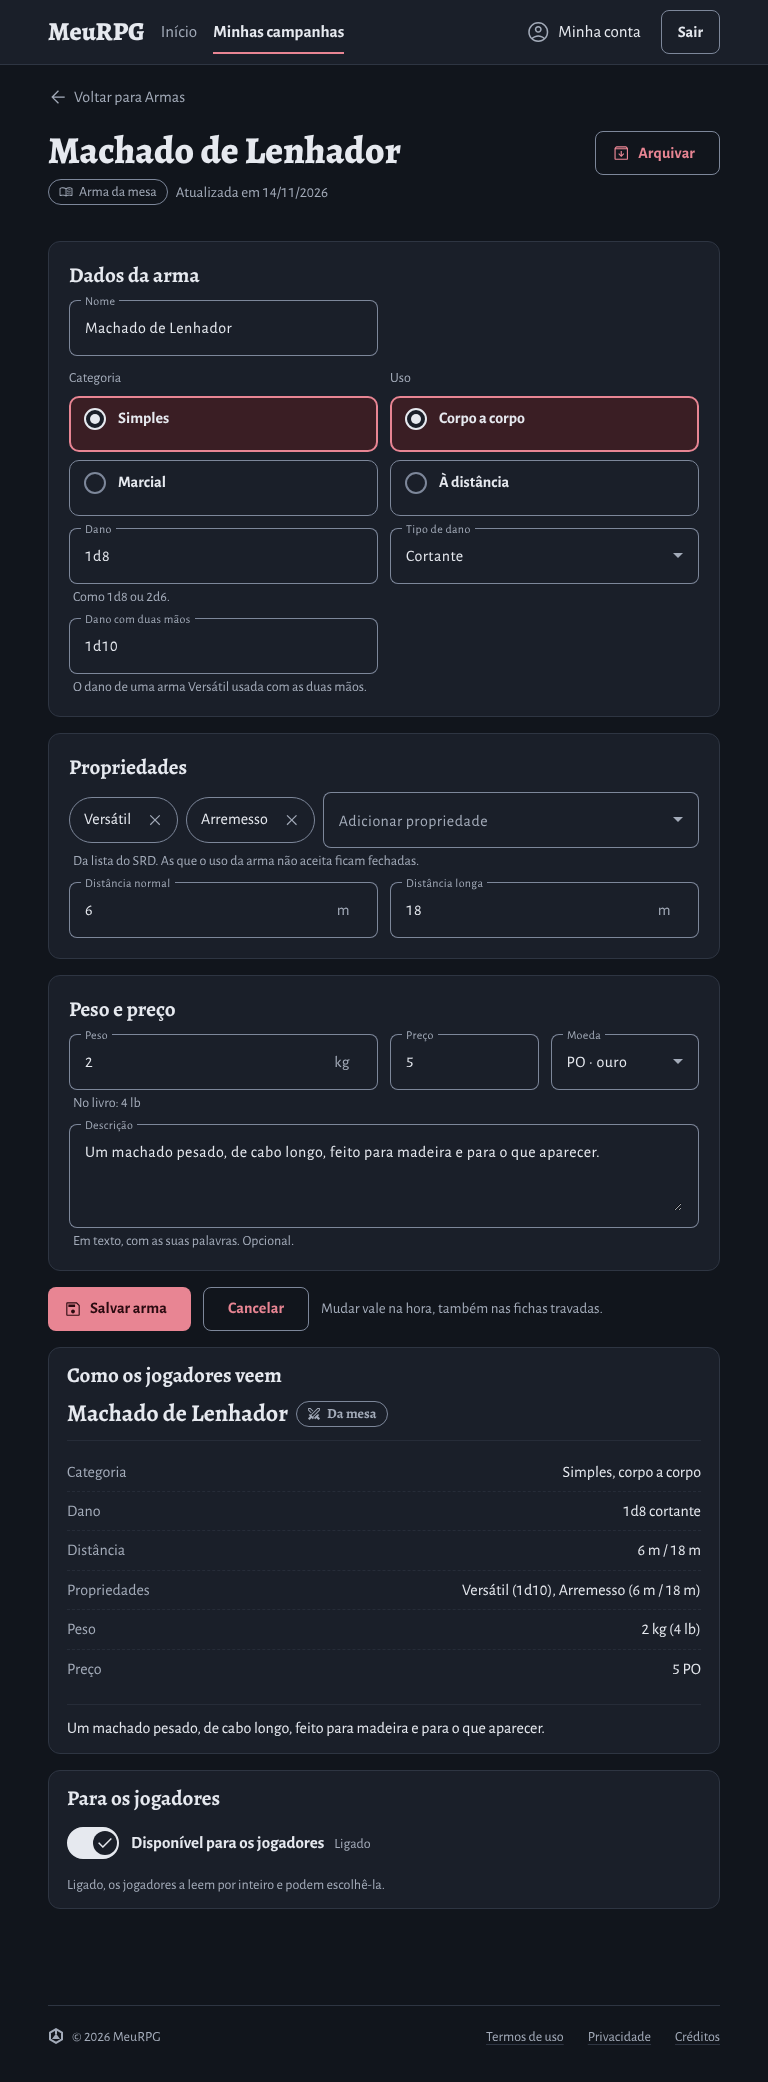 MeuRPG Início Minhas campanhas Minha conta Sair
Voltar para Armas
Machado de Lenhador
Arquivar
Arma da mesa Atualizada em 14/11/2026
Dados da arma
Nome
Machado de Lenhador
Categoria Uso
Simples Corpo a corpo
Marcial À distância
Dano Tipo de dano
1d8 Cortante
Como 1d8 ou 2d6.
Dano com duas mãos
1d10
O dano de uma arma Versátil usada com as duas mãos.
Propriedades
Versátil Arremesso Adicionar propriedade
Da lista do SRD. As que o uso da arma não aceita ficam fechadas.
Distância normal Distância longa
6 m 18 m
Peso e preço
Peso Preço Moeda
2 kg 5 PO · ouro
No livro: 4 lb
Descrição
Um machado pesado, de cabo longo, feito para madeira e para o que aparecer.
Em texto, com as suas palavras. Opcional.
Salvar arma Cancelar Mudar vale na hora, também nas fichas travadas.
Como os jogadores veem
Machado de Lenhador Da mesa
Categoria Simples, corpo a corpo
Dano 1d8 cortante
Distância 6 m / 18 m
Propriedades Versátil (1d10), Arremesso (6 m / 18 m)
Peso 2 kg (4 lb)
Preço 5 PO
Um machado pesado, de cabo longo, feito para madeira e para o que aparecer.
Para os jogadores
Disponível para os jogadores Ligado
Ligado, os jogadores a leem por inteiro e podem escolhê-la.
© 2026 MeuRPG Termos de uso Privacidade Créditos